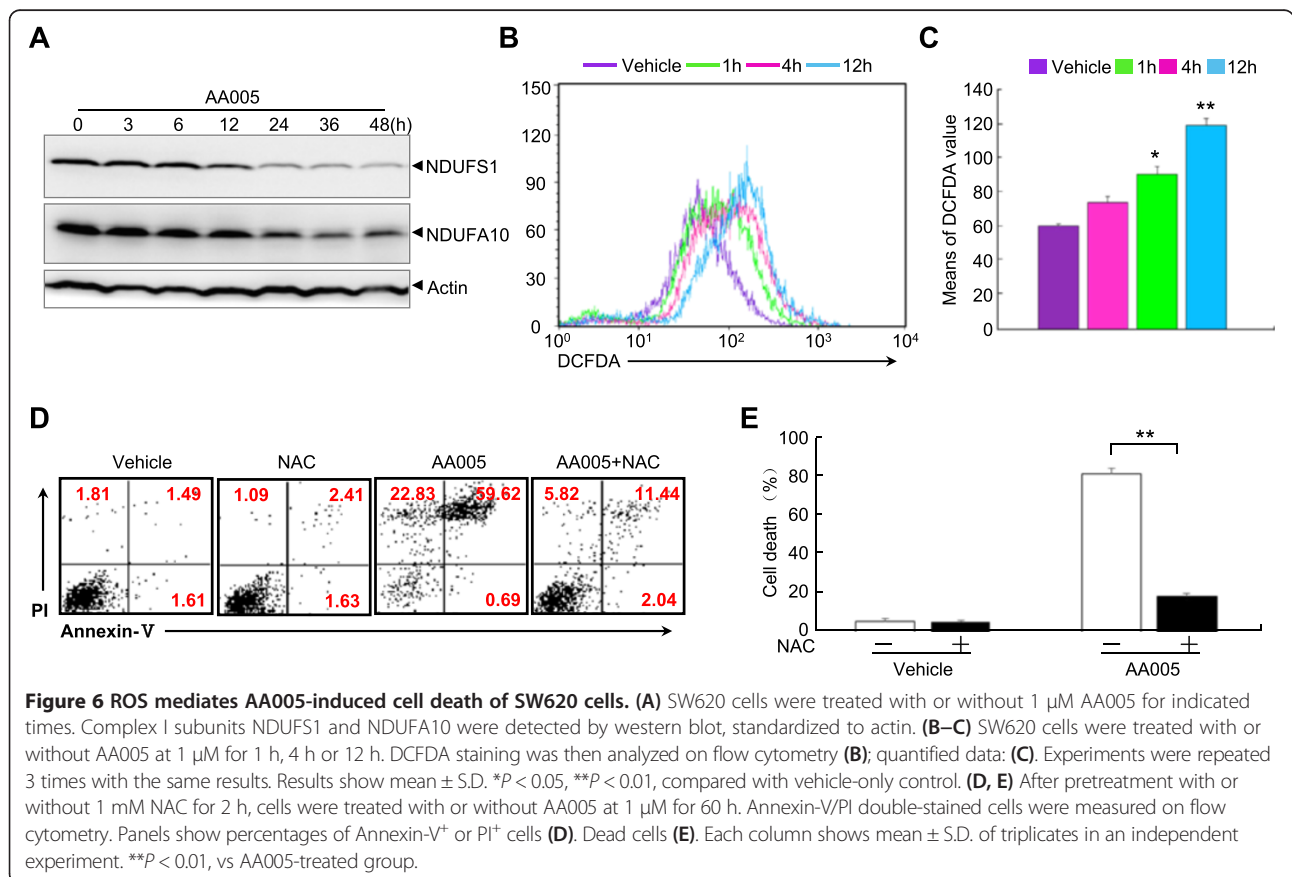 A
AA005
0 3 6 12 24 36 48(h)
NDUFS1
NDUFA10
Actin
B
Vehicle 1h 4h 12h
150
120
90
60
30
0
10⁰ 10¹ 10² 10³ 10⁴
DCFDA
C
Vehicle 1h 4h 12h
Means of DCFDA value
140
120
100
80
60
40
20
0
*
**
D
Vehicle NAC AA005 AA005+NAC
1.81 1.49 1.09 2.41 22.83 59.62 5.82 11.44
1.61 1.63 0.69 2.04
PI
Annexin-V
E
Cell death (%)
100
80
60
40
20
0
**
NAC − + − +
Vehicle AA005
Figure 6 ROS mediates AA005-induced cell death of SW620 cells. (A) SW620 cells were treated with or without 1 μM AA005 for indicated
times. Complex I subunits NDUFS1 and NDUFA10 were detected by western blot, standardized to actin. (B–C) SW620 cells were treated with or
without AA005 at 1 μM for 1 h, 4 h or 12 h. DCFDA staining was then analyzed on flow cytometry (B); quantified data: (C). Experiments were repeated
3 times with the same results. Results show mean ± S.D. *P < 0.05, **P < 0.01, compared with vehicle-only control. (D, E) After pretreatment with or
without 1 mM NAC for 2 h, cells were treated with or without AA005 at 1 μM for 60 h. Annexin-V/PI double-stained cells were measured on flow
cytometry. Panels show percentages of Annexin-V⁺ or PI⁺ cells (D). Dead cells (E). Each column shows mean ± S.D. of triplicates in an independent
experiment. **P < 0.01, vs AA005-treated group.